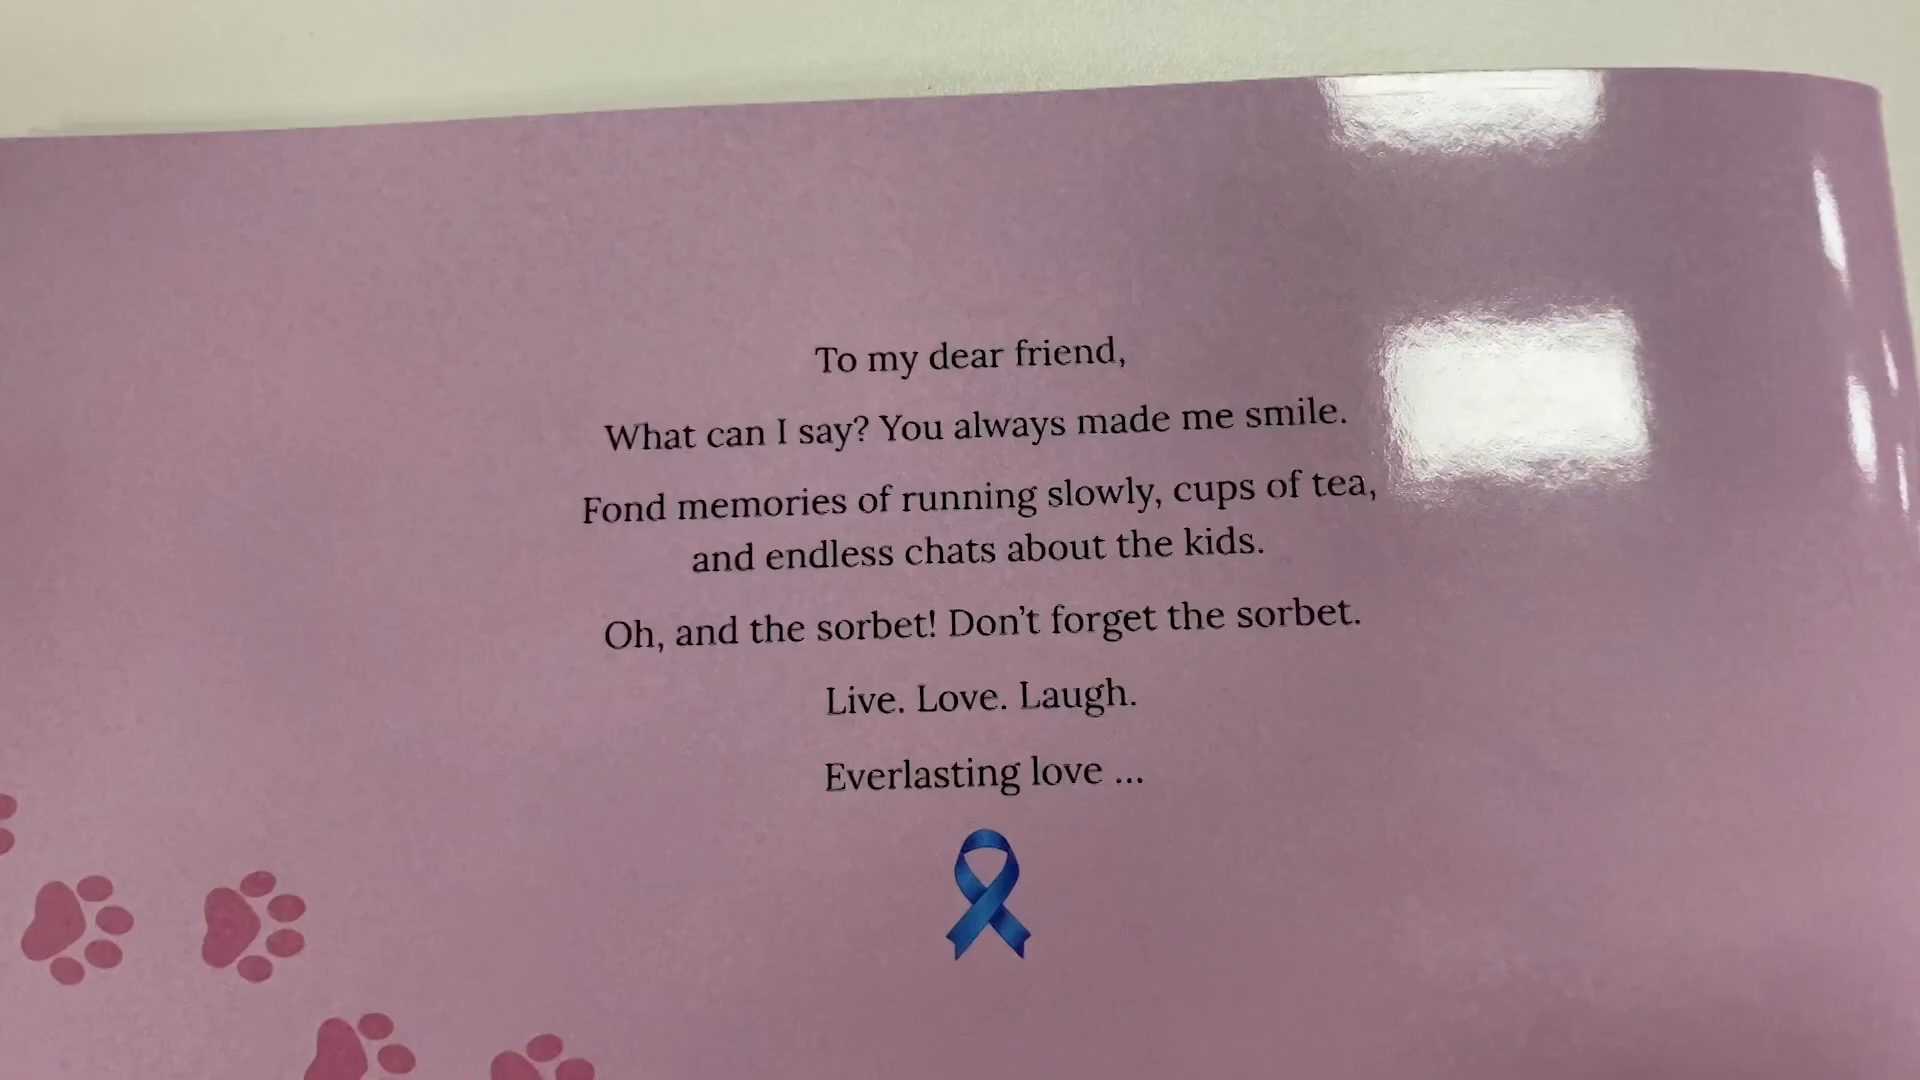 To my dear friend,
What can I say? You always made me smile.
Fond memories of running slowly, cups of tea,
and endless chats about the kids.
Oh, and the sorbet! Don’t forget the sorbet.
Live. Love. Laugh.
Everlasting love ...